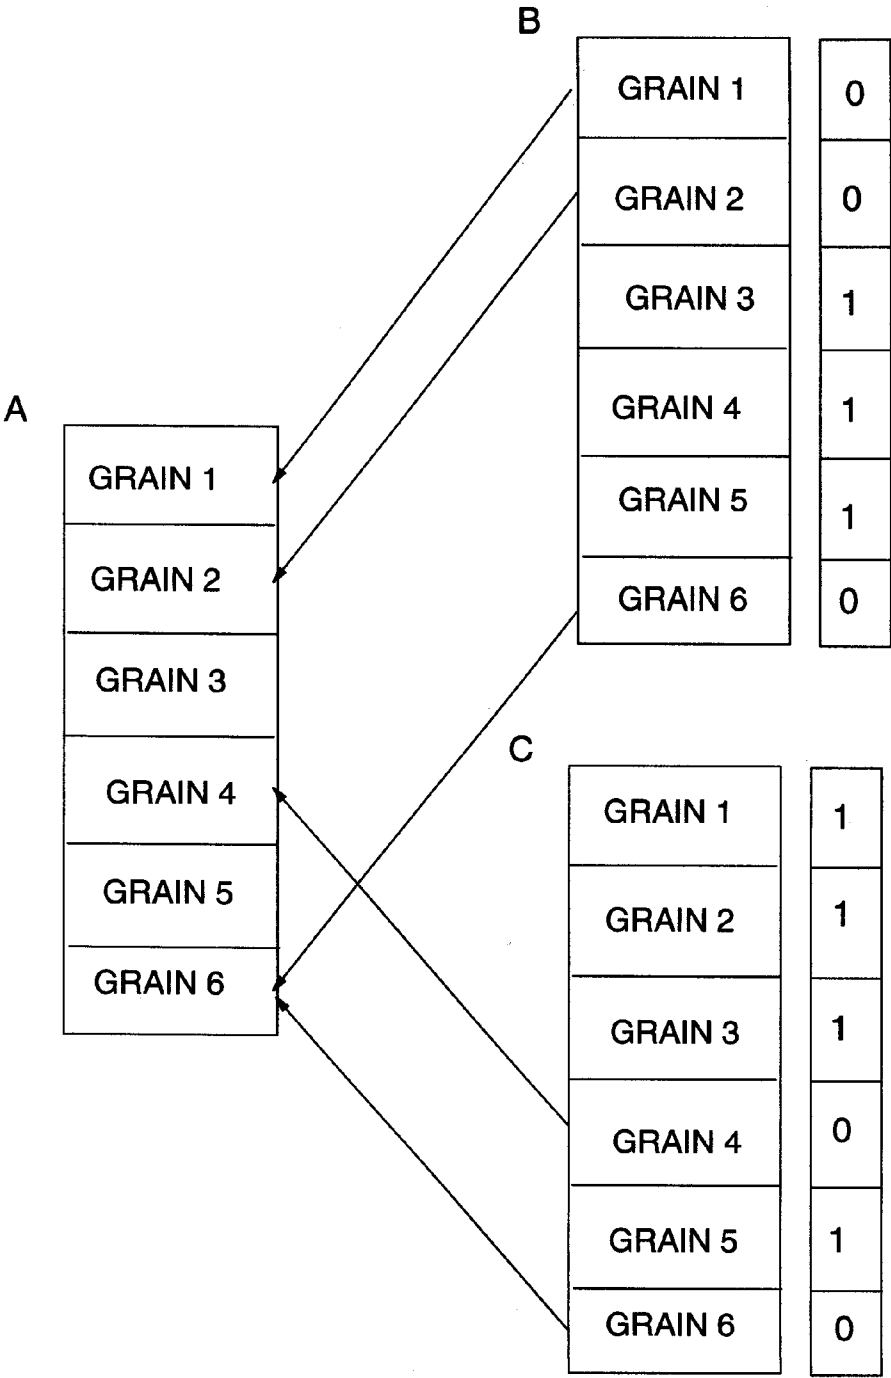 B
GRAIN 1 0
GRAIN 2 0
GRAIN 3 1
GRAIN 4 1
GRAIN 5 1
GRAIN 6 0
A
GRAIN 1
GRAIN 2
GRAIN 3
GRAIN 4
GRAIN 5
GRAIN 6
C
GRAIN 1 1
GRAIN 2 1
GRAIN 3 1
GRAIN 4 0
GRAIN 5 1
GRAIN 6 0